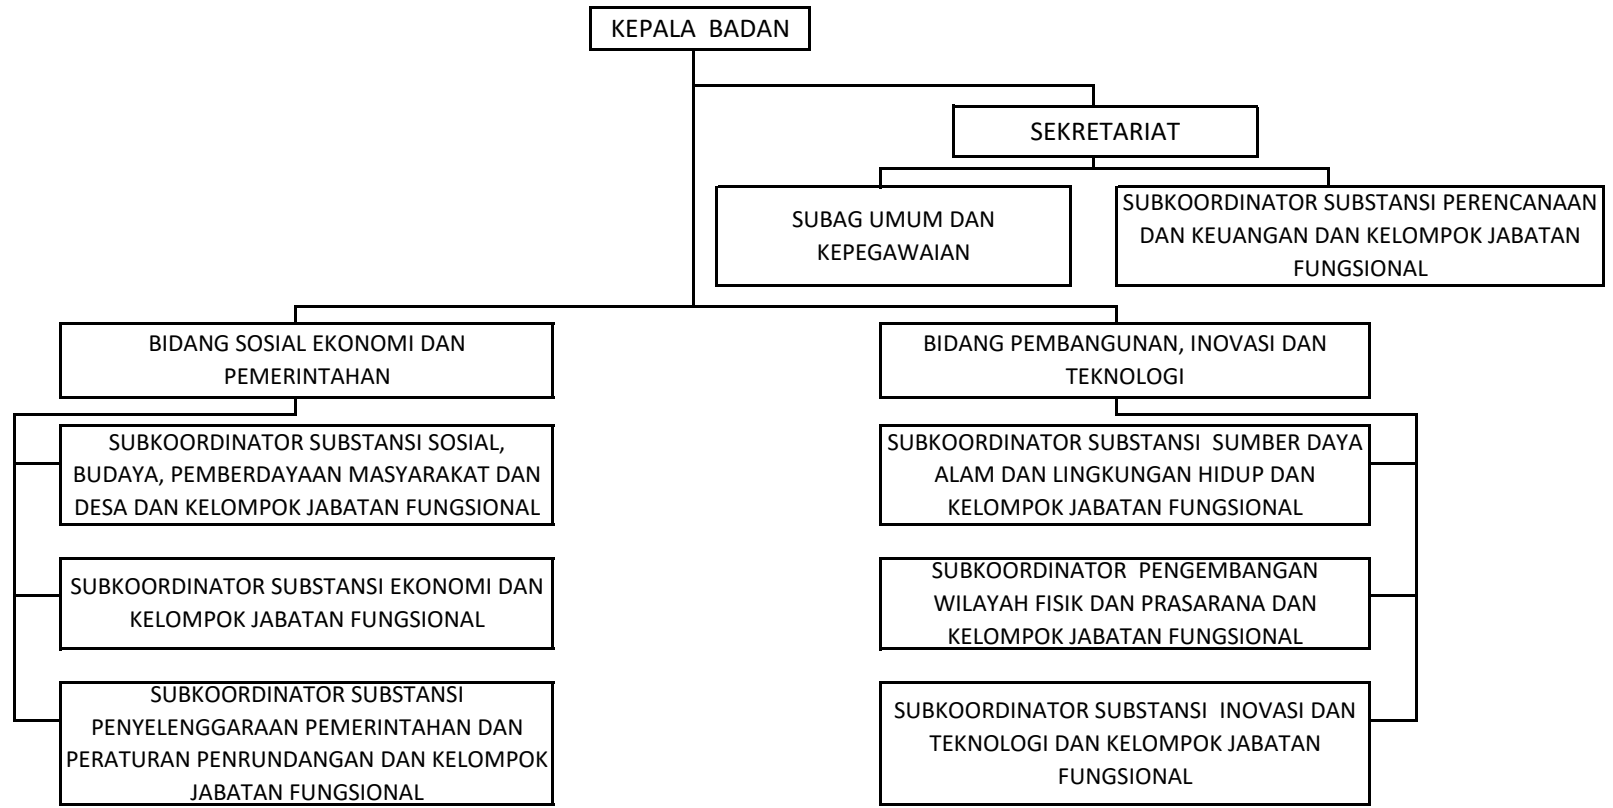 KEPALA BADAN
SEKRETARIAT
SUBAG UMUM DAN
KEPEGAWAIAN
SUBKOORDINATOR SUBSTANSI PERENCANAAN
DAN KEUANGAN DAN KELOMPOK JABATAN
FUNGSIONAL
BIDANG SOSIAL EKONOMI DAN
PEMERINTAHAN
BIDANG PEMBANGUNAN, INOVASI DAN
TEKNOLOGI
SUBKOORDINATOR SUBSTANSI SOSIAL,
BUDAYA, PEMBERDAYAAN MASYARAKAT DAN
DESA DAN KELOMPOK JABATAN FUNGSIONAL
SUBKOORDINATOR SUBSTANSI SUMBER DAYA
ALAM DAN LINGKUNGAN HIDUP DAN
KELOMPOK JABATAN FUNGSIONAL
SUBKOORDINATOR SUBSTANSI EKONOMI DAN
KELOMPOK JABATAN FUNGSIONAL
SUBKOORDINATOR PENGEMBANGAN
WILAYAH FISIK DAN PRASARANA DAN
KELOMPOK JABATAN FUNGSIONAL
SUBKOORDINATOR SUBSTANSI
PENYELENGGARAAN PEMERINTAHAN DAN
PERATURAN PENRUNDANGAN DAN KELOMPOK
JABATAN FUNGSIONAL
SUBKOORDINATOR SUBSTANSI INOVASI DAN
TEKNOLOGI DAN KELOMPOK JABATAN
FUNGSIONAL